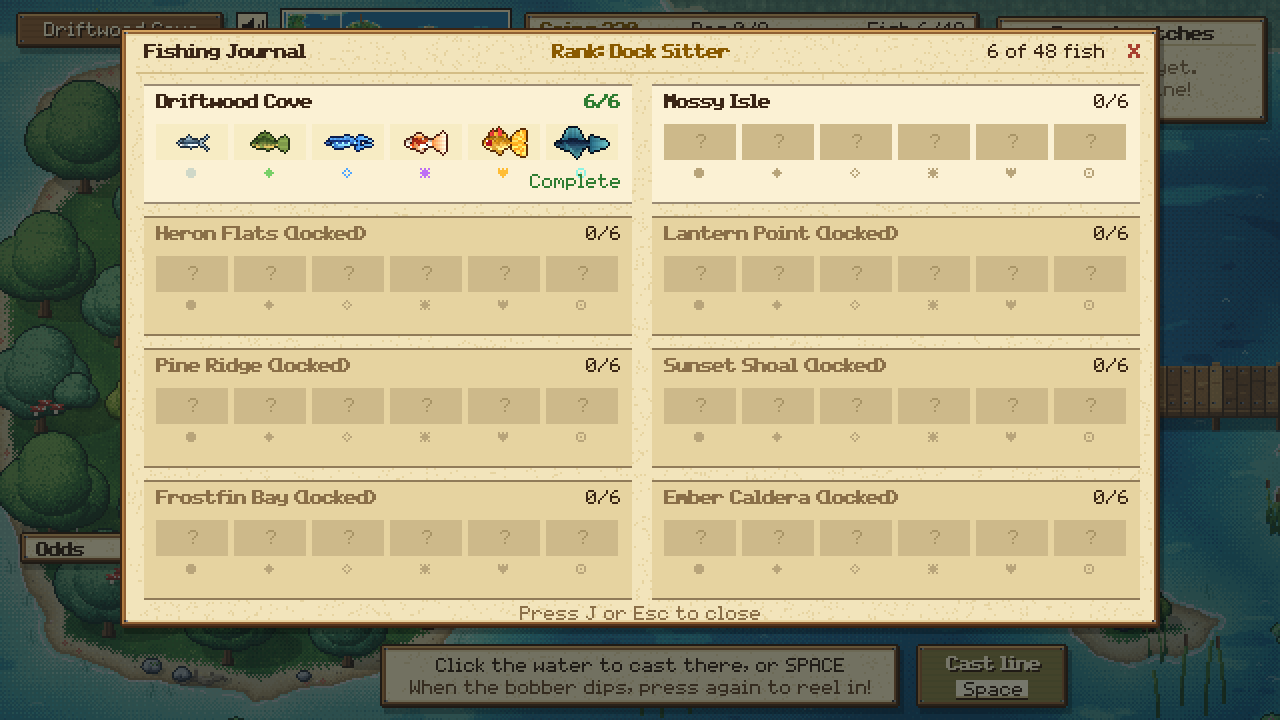 Driftwood Cove
Fishing Journal
Rank: Dock Sitter
6 of 48 fish
X
Driftwood Cove
6/6
Complete
Mossy Isle
0/6
? ? ? ? ? ?
Heron Flats (locked)
0/6
? ? ? ? ? ?
Lantern Point (locked)
0/6
? ? ? ? ? ?
Pine Ridge (locked)
0/6
? ? ? ? ? ?
Sunset Shoal (locked)
0/6
? ? ? ? ? ?
Frostfin Bay (locked)
0/6
? ? ? ? ? ?
Ember Caldera (locked)
0/6
? ? ? ? ? ?
Press J or Esc to close
Odds
Click the water to cast there, or SPACE
When the bobber dips, press again to reel in!
Cast line
Space